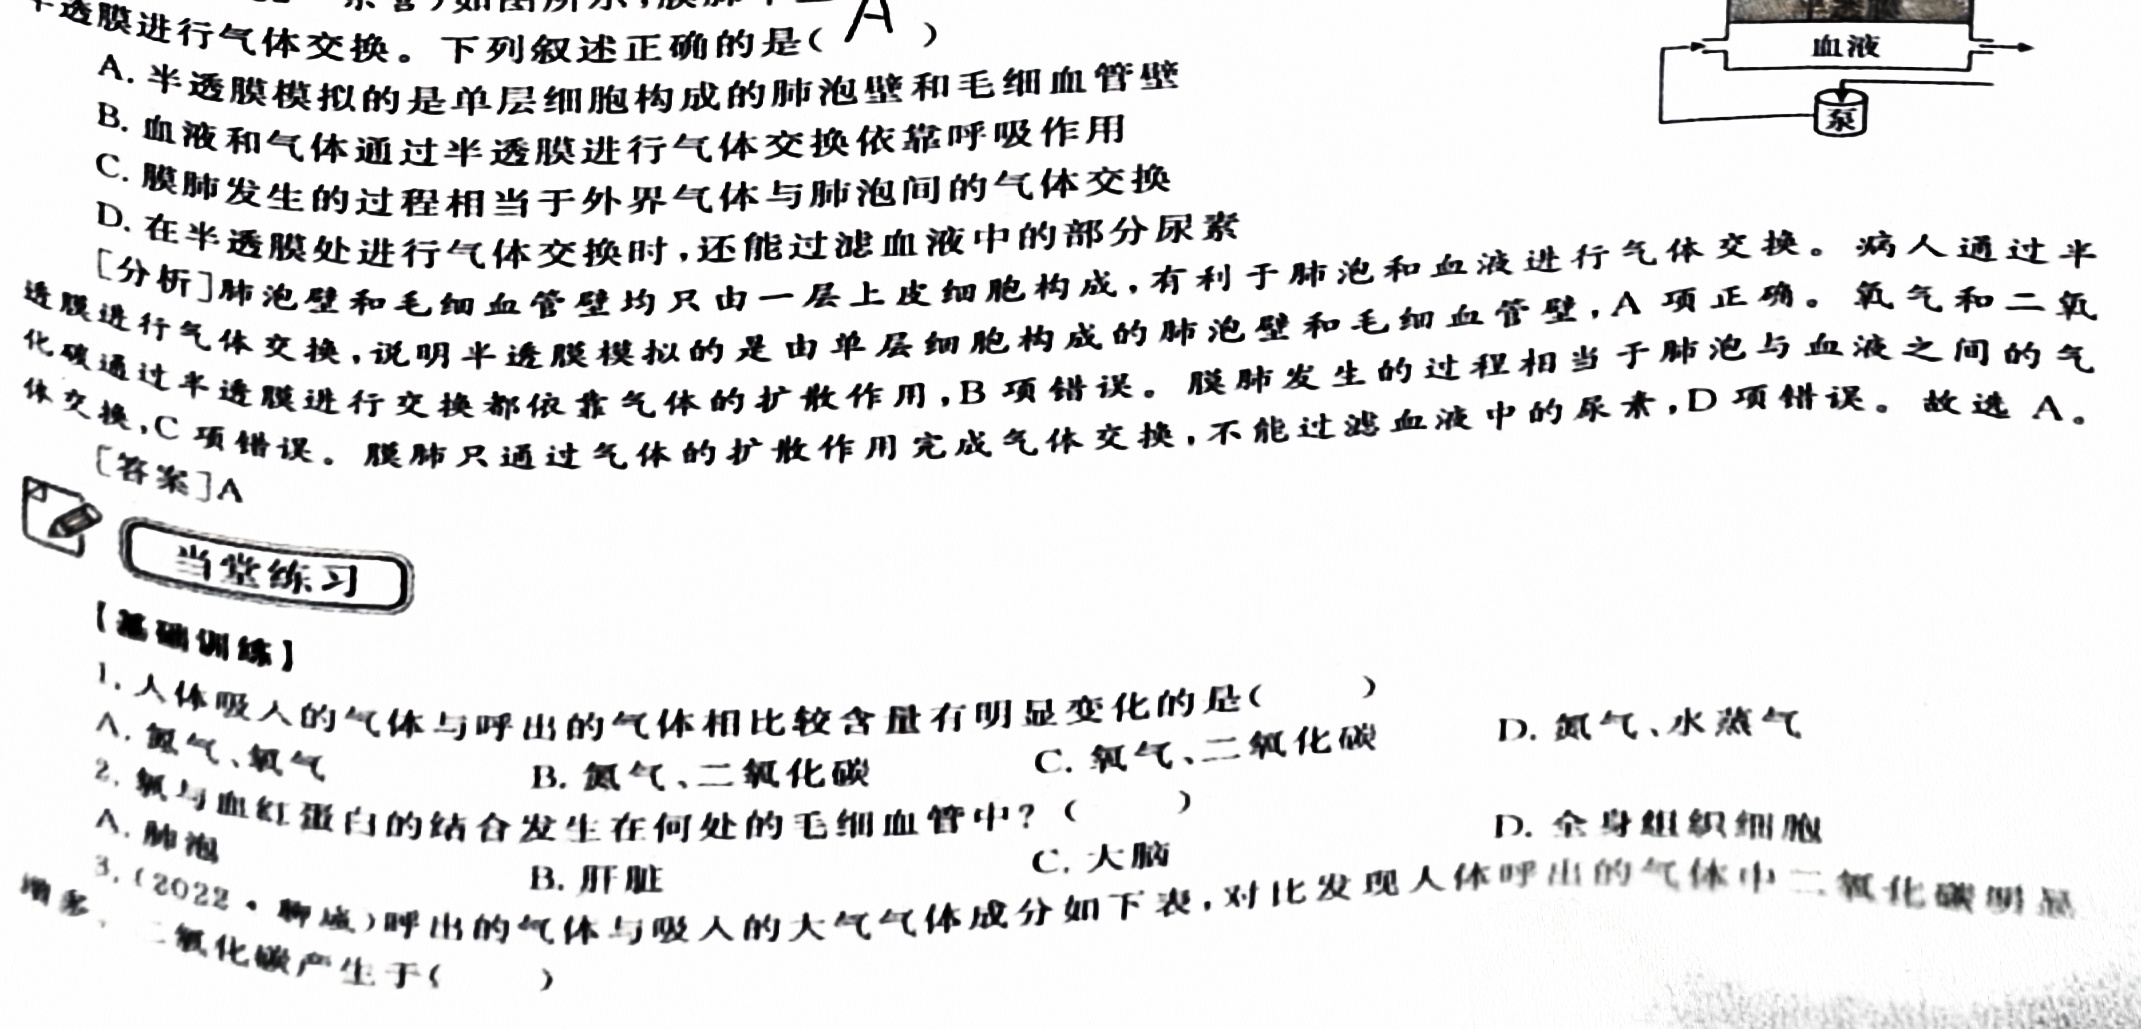 透膜进行气体交换。下列叙述正确的是( A )
A. 半透膜模拟的是单层细胞构成的肺泡壁和毛细血管壁
B. 血液和气体通过半透膜进行气体交换依靠呼吸作用
C. 膜肺发生的过程相当于外界气体与肺泡间的气体交换
D. 在半透膜处进行气体交换时,还能过滤血液中的部分尿素
血液
泵
[分析]肺泡壁和毛细血管壁均只由一层上皮细胞构成,有利于肺泡和血液进行气体交换。病人通过半
透膜进行气体交换,说明半透膜模拟的是由单层细胞构成的肺泡壁和毛细血管壁,A 项正确。氧气和二氧
化碳通过半透膜进行交换都依靠气体的扩散作用,B 项错误。膜肺发生的过程相当于肺泡与血液之间的气
体交换,C 项错误。膜肺只通过气体的扩散作用完成气体交换,不能过滤血液中的尿素,D 项错误。故选 A。
[答案]A
当堂练习
【基础训练】
1. 人体吸入的气体与呼出的气体相比较含量有明显变化的是( )
A. 氮气、氧气 B. 氮气、二氧化碳 C. 氧气、二氧化碳 D. 氮气、水蒸气
2. 氧与血红蛋白的结合发生在何处的毛细血管中?( )
A. 肺泡 B. 肝脏 C. 大脑 D. 全身组织细胞
3. (2022·聊城)呼出的气体与吸入的大气气体成分如下表,对比发现人体呼出的气体中二氧化碳明显
增多,二氧化碳产生于( )